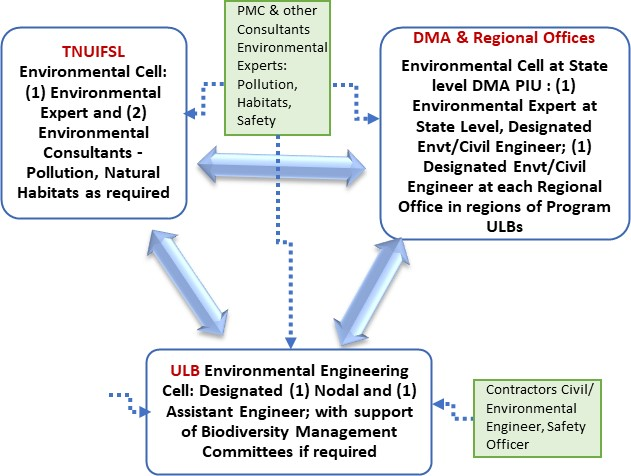 PMC & other
Consultants
Environmental
Experts:
Pollution,
Habitats,
Safety
TNUIFSL
Environmental Cell:
(1) Environmental
Expert and (2)
Environmental
Consultants -
Pollution, Natural
Habitats as required
DMA & Regional Offices
Environmental Cell at State
level DMA PIU : (1)
Environmental Expert at
State Level, Designated
Envt/Civil Engineer; (1)
Designated Envt/Civil
Engineer at each Regional
Office in regions of Program
ULBs
ULB Environmental Engineering
Cell: Designated (1) Nodal and (1)
Assistant Engineer; with support
of Biodiversity Management
Committees if required
Contractors Civil/
Environmental
Engineer, Safety
Officer